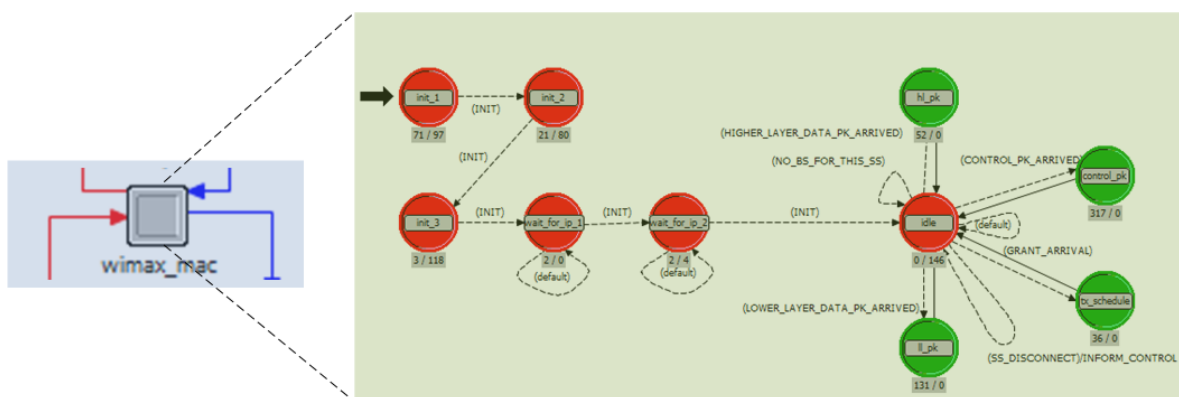 wimax_mac
init_1
(INIT)
init_2
71 / 97
21 / 80
(INIT)
hl_pk
52 / 0
(HIGHER_LAYER_DATA_PK_ARRIVED)
(NO_BS_FOR_THIS_SS)
(CONTROL_PK_ARRIVED)
control_pk
317 / 0
init_3
(INIT)
wait_for_ip_1
(INIT)
wait_for_ip_2
(INIT)
idle
(default)
3 / 118
2 / 0
2 / 4
0 / 146
(default)
(default)
(GRANT_ARRIVAL)
tx_schedule
36 / 0
(LOWER_LAYER_DATA_PK_ARRIVED)
ll_pk
131 / 0
(SS_DISCONNECT)/INFORM_CONTROL